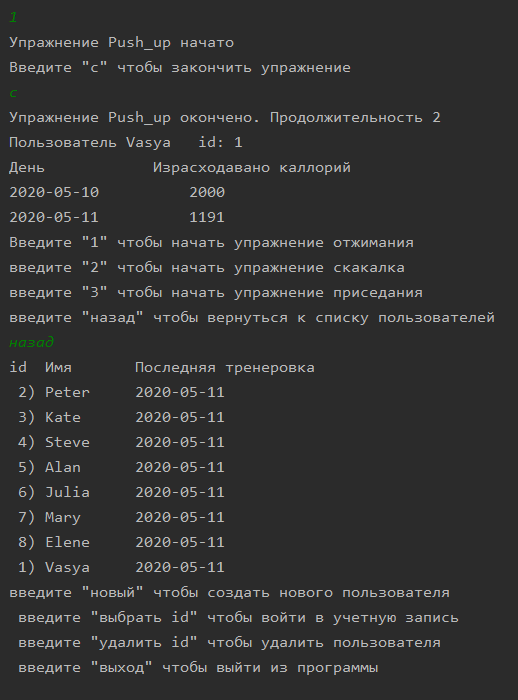 1
Упражнение Push_up начато
Введите "с" чтобы закончить упражнение
с
Упражнение Push_up окончено. Продолжительность 2
Пользователь Vasya   id: 1
День            Израсходавано каллорий
2020-05-10       2000
2020-05-11       1191
Введите "1" чтобы начать упражнение отжимания
введите "2" чтобы начать упражнение скакалка
введите "3" чтобы начать упражнение приседания
введите "назад" чтобы вернуться к списку пользователей
назад
id  Имя       Последняя тренеровка
 2) Peter     2020-05-11
 3) Kate      2020-05-11
 4) Steve     2020-05-11
 5) Alan      2020-05-11
 6) Julia     2020-05-11
 7) Mary      2020-05-11
 8) Elene     2020-05-11
 1) Vasya     2020-05-11
введите "новый" чтобы создать нового пользователя
 введите "выбрать id" чтобы войти в учетную запись
 введите "удалить id" чтобы удалить пользователя
 введите "выход" чтобы выйти из программы